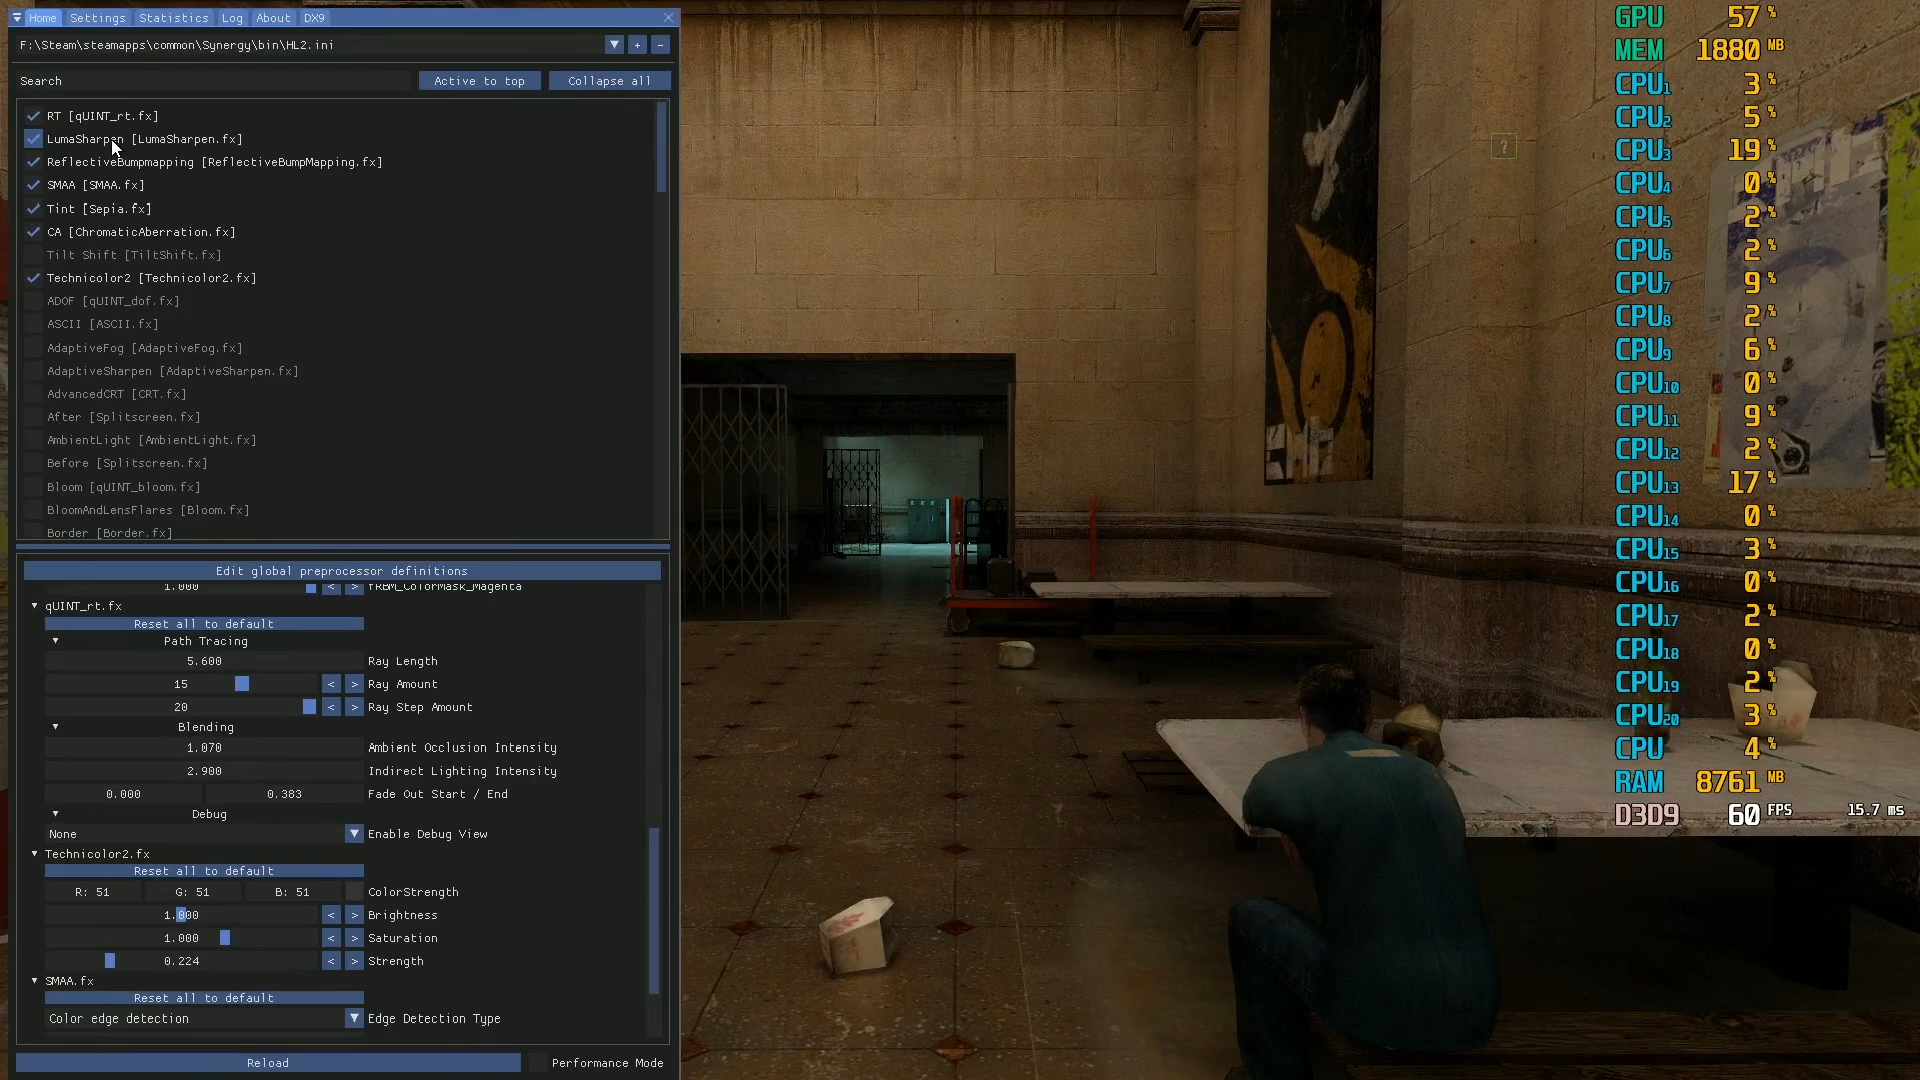 Home Settings Statistics Log About DX9
F:\Steam\steamapps\common\Synergy\bin\HL2.ini
+ -
Search Active to top Collapse all
RT [qUINT_rt.fx]
LumaSharpen [LumaSharpen.fx]
ReflectiveBumpmapping [ReflectiveBumpMapping.fx]
SMAA [SMAA.fx]
Tint [Sepia.fx]
CA [ChromaticAberration.fx]
Tilt Shift [TiltShift.fx]
Technicolor2 [Technicolor2.fx]
ADOF [qUINT_dof.fx]
ASCII [ASCII.fx]
AdaptiveFog [AdaptiveFog.fx]
AdaptiveSharpen [AdaptiveSharpen.fx]
AdvancedCRT [CRT.fx]
After [Splitscreen.fx]
AmbientLight [AmbientLight.fx]
Before [Splitscreen.fx]
Bloom [qUINT_bloom.fx]
BloomAndLensFlares [Bloom.fx]
Border [Border.fx]
Edit global preprocessor definitions
1.000 < > fRBM_ColorMask_Magenta
qUINT_rt.fx
Reset all to default
Path Tracing
5.600 Ray Length
15 < > Ray Amount
20 < > Ray Step Amount
Blending
1.070 Ambient Occlusion Intensity
2.900 Indirect Lighting Intensity
0.000 0.383 Fade Out Start / End
Debug
None Enable Debug View
Technicolor2.fx
Reset all to default
R: 51 G: 51 B: 51 ColorStrength
1.000 < > Brightness
1.000 < > Saturation
0.224 < > Strength
SMAA.fx
Reset all to default
Color edge detection Edge Detection Type
Reload Performance Mode
?
GPU 57 %
MEM 1880 MB
CPU1 3 %
CPU2 5 %
CPU3 19 %
CPU4 0 %
CPU5 2 %
CPU6 2 %
CPU7 9 %
CPU8 2 %
CPU9 6 %
CPU10 0 %
CPU11 9 %
CPU12 2 %
CPU13 17 %
CPU14 0 %
CPU15 3 %
CPU16 0 %
CPU17 2 %
CPU18 0 %
CPU19 2 %
CPU20 3 %
CPU 4 %
RAM 8761 MB
D3D9 60 FPS 15.7 ms